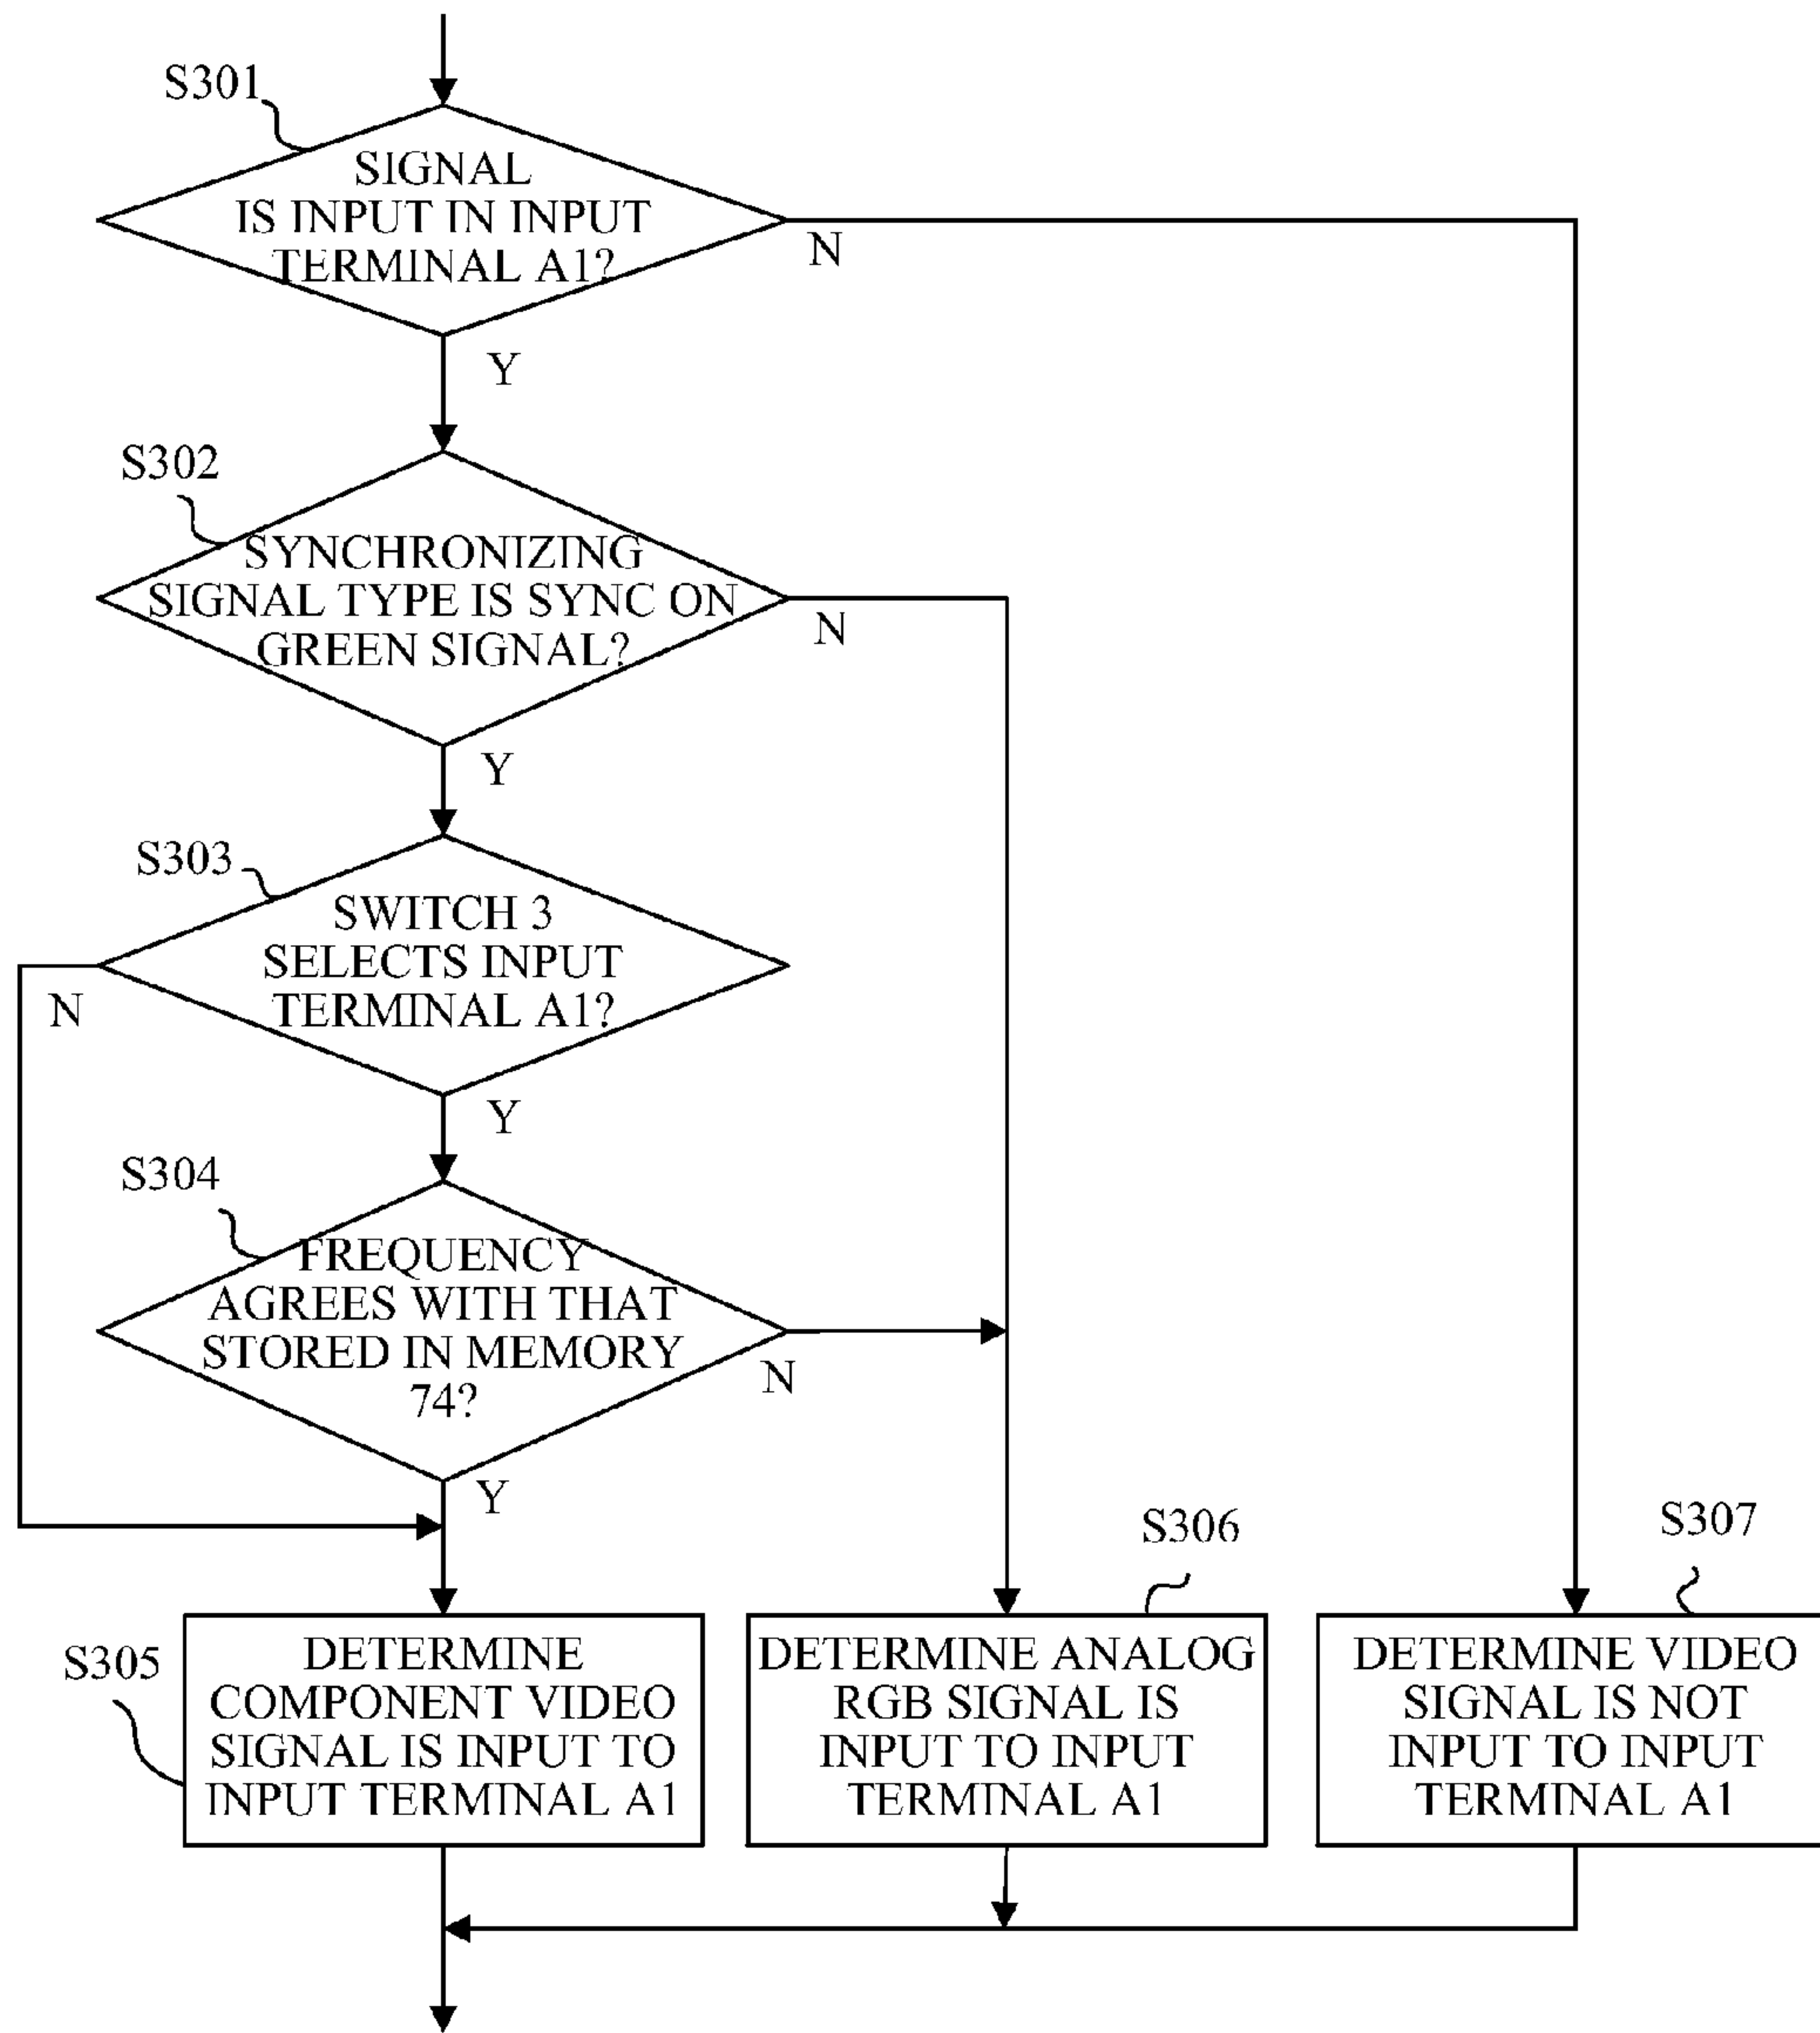 S301
SIGNAL
IS INPUT IN INPUT
TERMINAL A1?
N
Y
S302
SYNCHRONIZING
SIGNAL TYPE IS SYNC ON
GREEN SIGNAL?
N
Y
S303
SWITCH 3
SELECTS INPUT
TERMINAL A1?
N
Y
S304
FREQUENCY
AGREES WITH THAT
STORED IN MEMORY
74?
N
Y
S305
DETERMINE
COMPONENT VIDEO
SIGNAL IS INPUT TO
INPUT TERMINAL A1
S306
DETERMINE ANALOG
RGB SIGNAL IS
INPUT TO INPUT
TERMINAL A1
S307
DETERMINE VIDEO
SIGNAL IS NOT
INPUT TO INPUT
TERMINAL A1